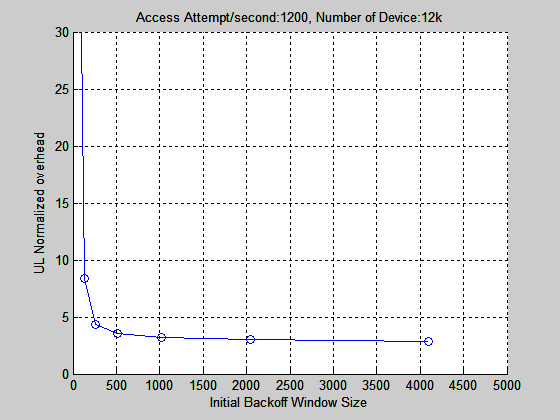 Access Attempt/second:1200, Number of Device:12k
30
25
20
15
10
5
0
UL Normalized overhead
0 500 1000 1500 2000 2500 3000 3500 4000 4500 5000
Initial Backoff Window Size